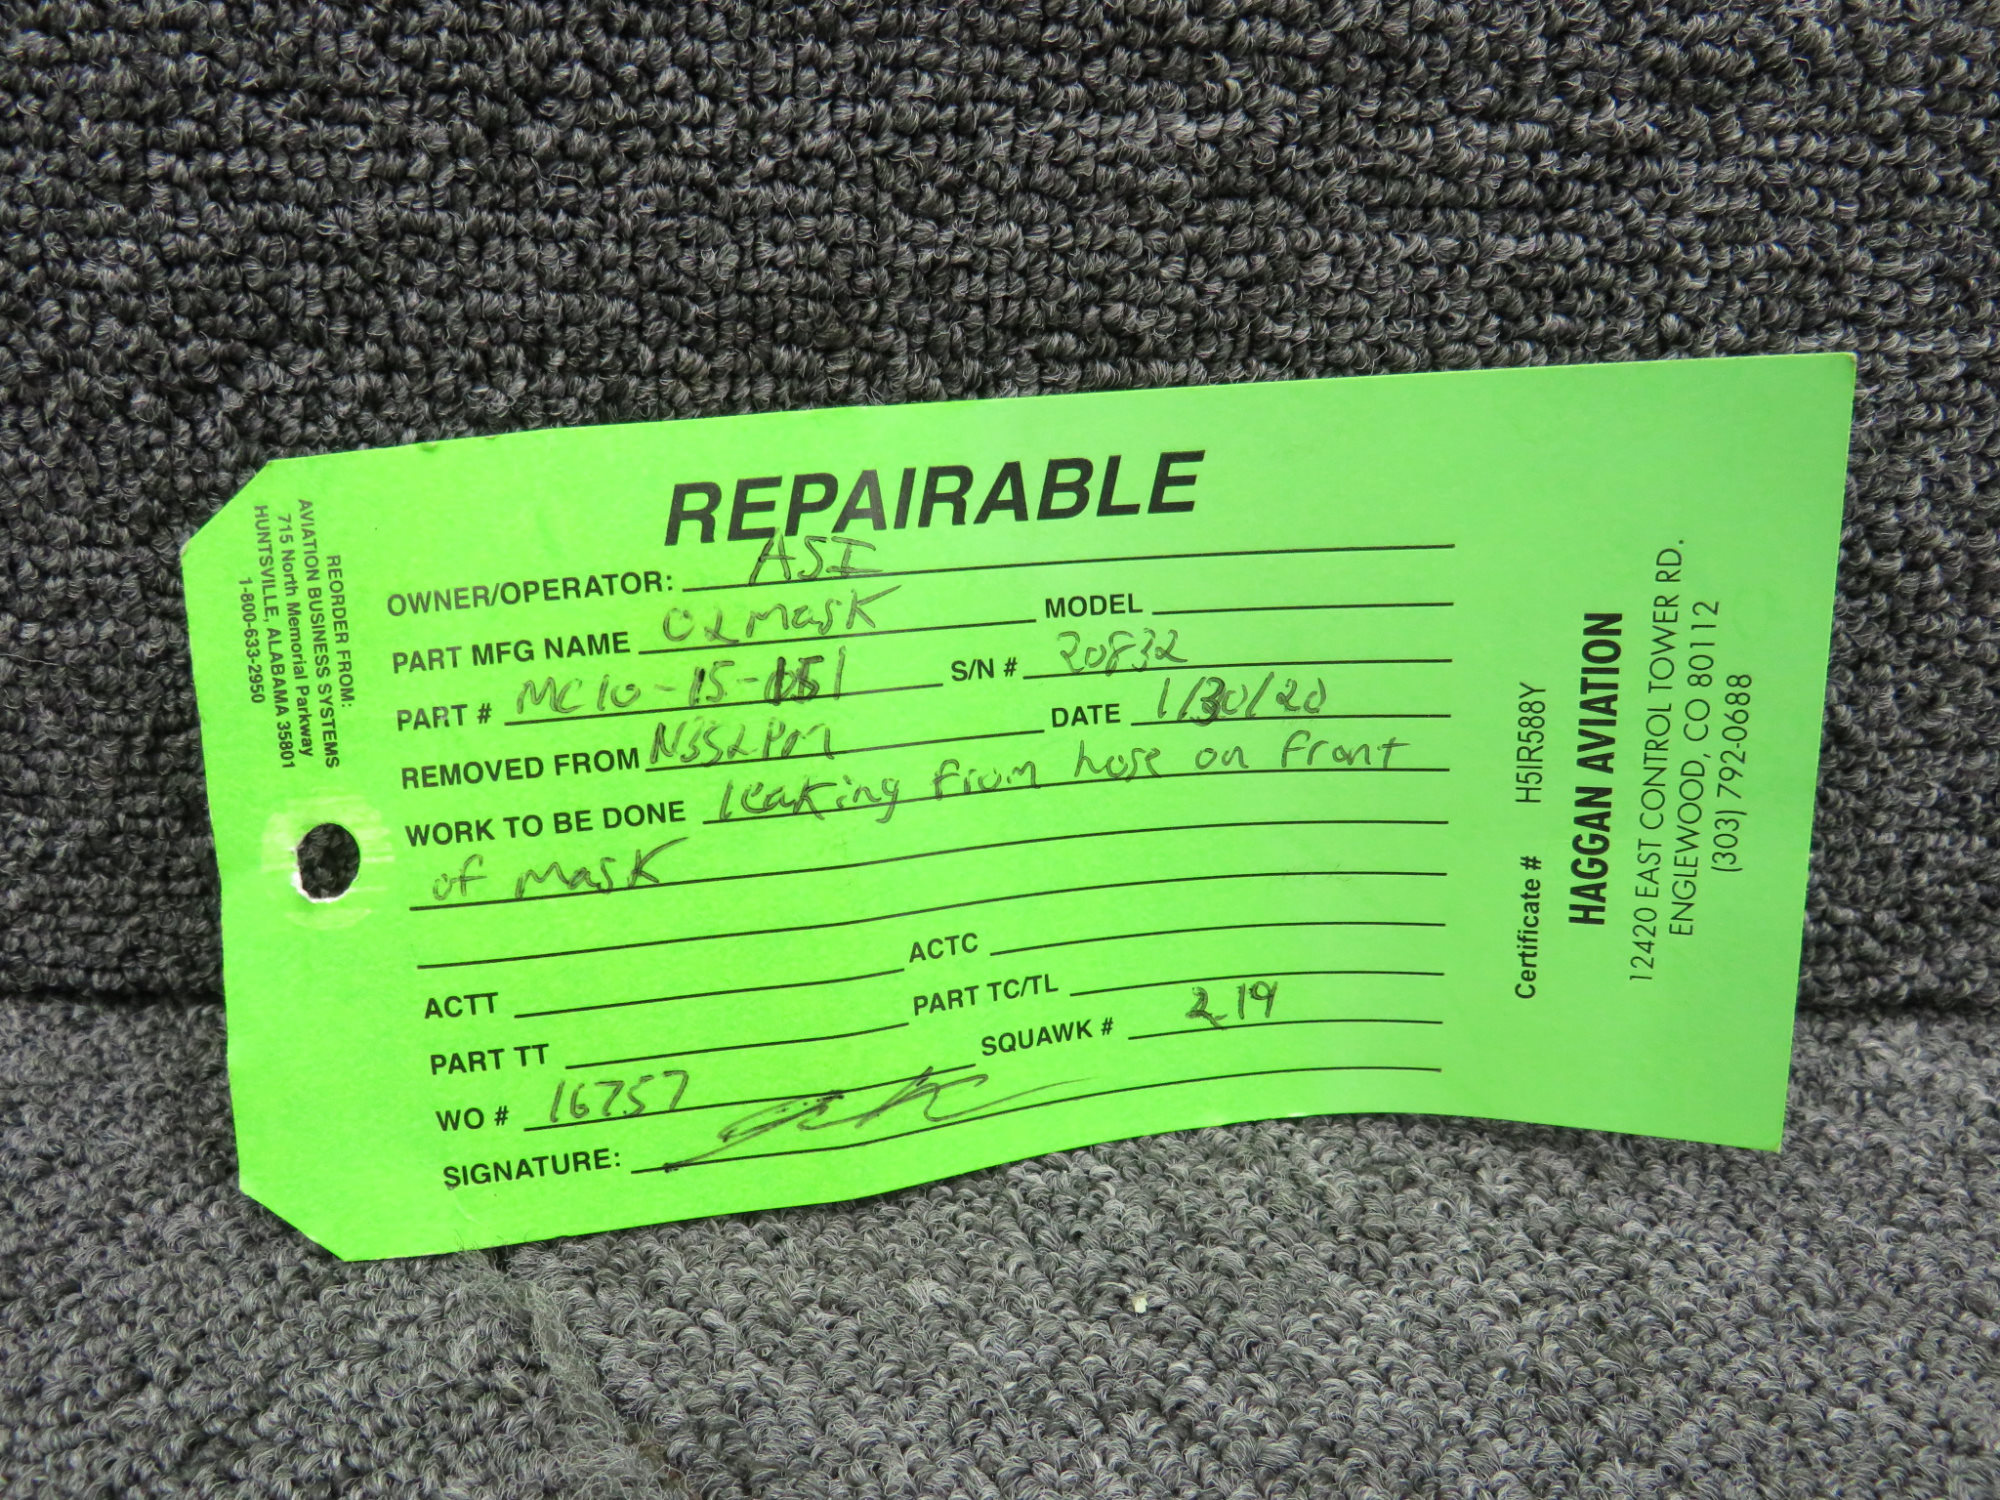 REPAIRABLE
OWNER/OPERATOR: ASI
PART MFG NAME O2 Mask MODEL
PART # MC10-15-151 S/N # 20832
REMOVED FROM N352PM DATE 1/30/20
WORK TO BE DONE leaking from hose on front
of mask
ACTT ACTC
PART TT PART TC/TL
WO # 16757 SQUAWK # 2.19
SIGNATURE:
REORDER FROM:
AVIATION BUSINESS SYSTEMS
715 North Memorial Parkway
HUNTSVILLE, ALABAMA 35801
1-800-633-2950
Certificate # H5IR588Y
HAGGAN AVIATION
12420 EAST CONTROL TOWER RD.
ENGLEWOOD, CO 80112
(303) 792-0688